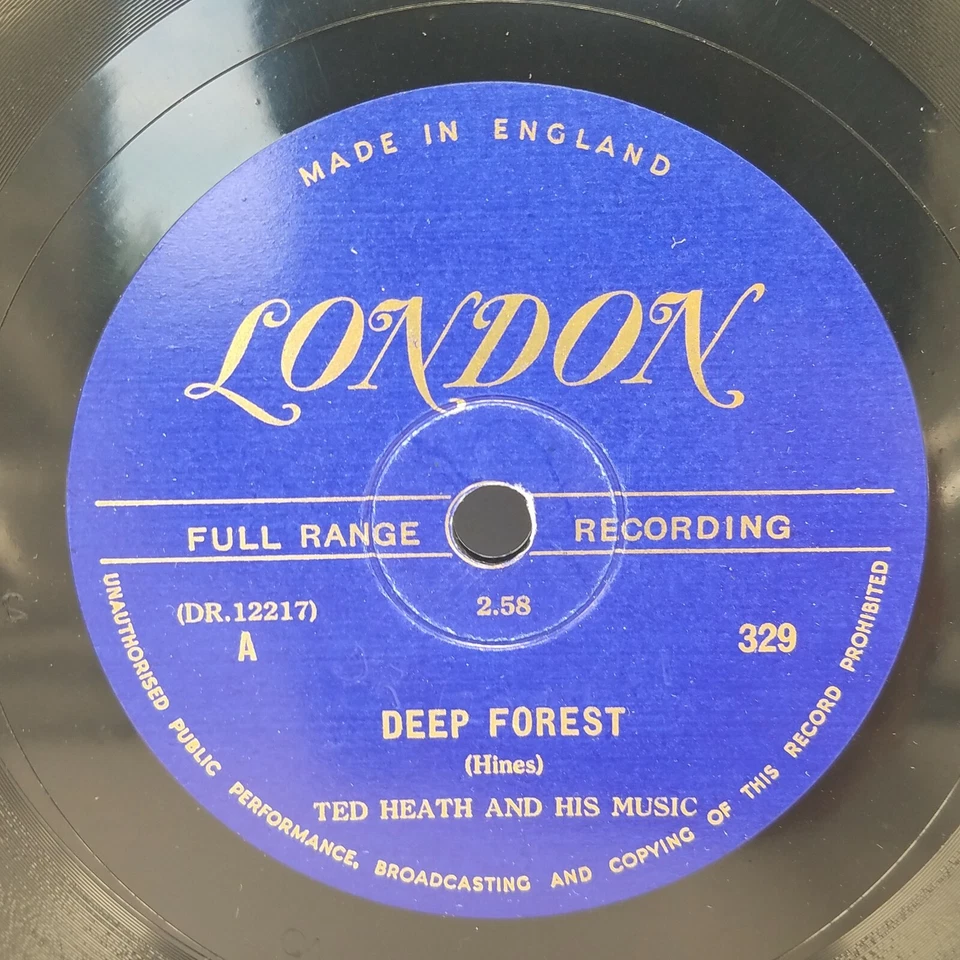 MADE IN ENGLAND
LONDON
FULL RANGE RECORDING
(DR.12217) 2.58
A 329
DEEP FOREST
(Hines)
TED HEATH AND HIS MUSIC
UNAUTHORISED PUBLIC PERFORMANCE, BROADCASTING AND COPYING OF THIS RECORD PROHIBITED